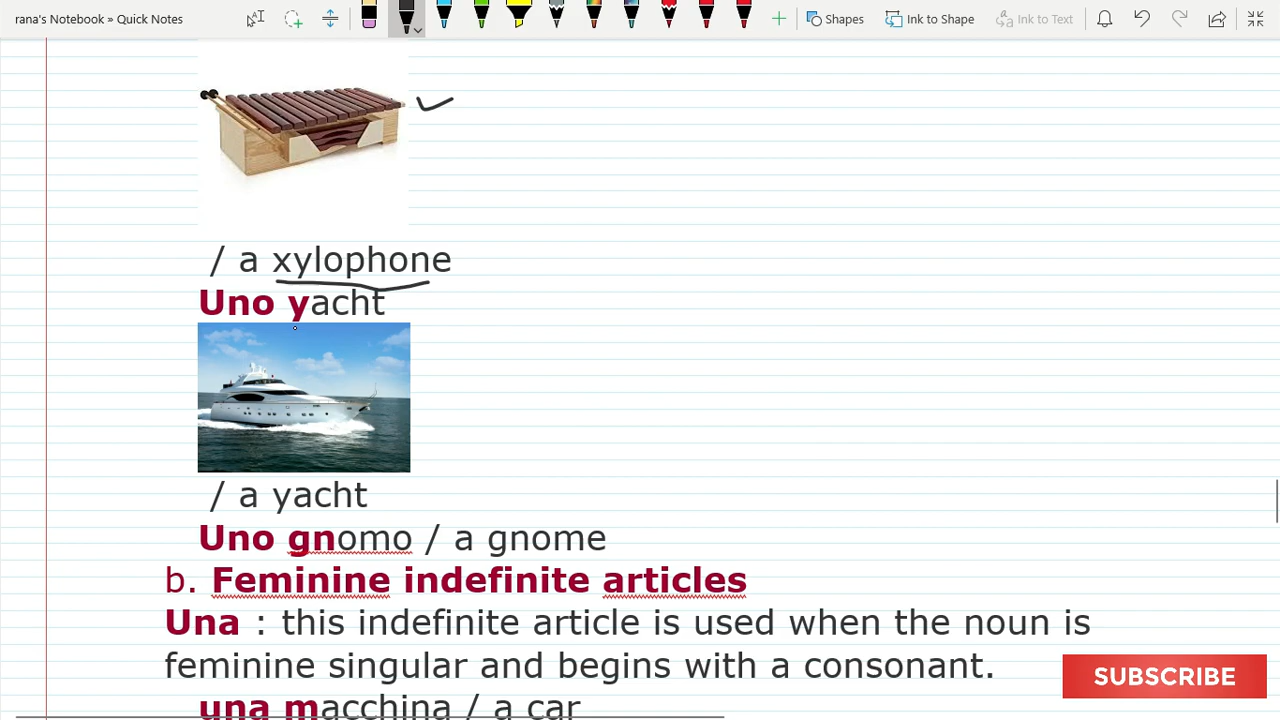 rana's Notebook » Quick Notes
Shapes
Ink to Shape
Ink to Text
/ a xylophone
Uno yacht
/ a yacht
Uno gnomo / a gnome
b. Feminine indefinite articles
Una : this indefinite article is used when the noun is
feminine singular and begins with a consonant.
una macchina / a car
SUBSCRIBE